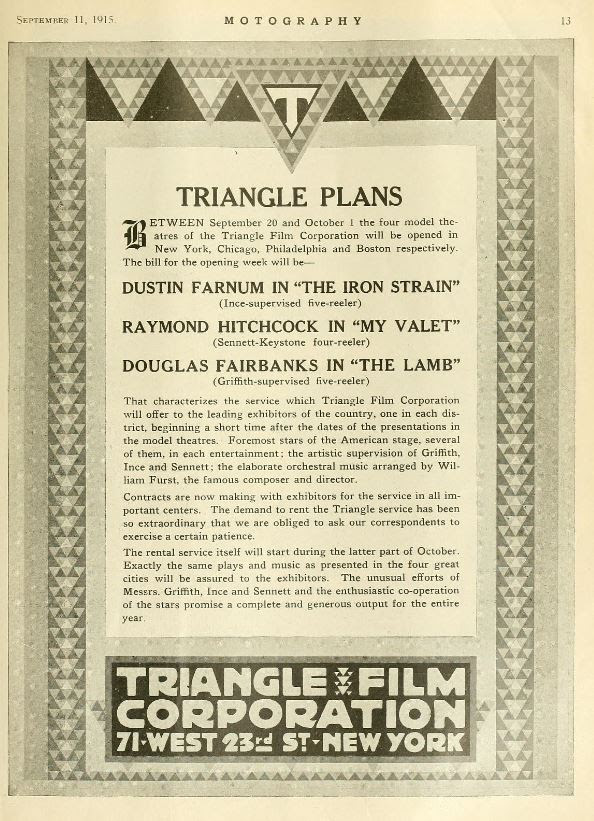 SEPTEMBER 11, 1915.
MOTOGRAPHY
13
T
TRIANGLE PLANS
BETWEEN September 20 and October 1 the four model the-
atres of the Triangle Film Corporation will be opened in
New York, Chicago, Philadelphia and Boston respectively.
The bill for the opening week will be—
DUSTIN FARNUM IN "THE IRON STRAIN"
(Ince-supervised five-reeler)
RAYMOND HITCHCOCK IN "MY VALET"
(Sennett-Keystone four-reeler)
DOUGLAS FAIRBANKS IN "THE LAMB"
(Griffith-supervised five-reeler)
That characterizes the service which Triangle Film Corporation
will offer to the leading exhibitors of the country, one in each dis-
trict, beginning a short time after the dates of the presentations in
the model theatres. Foremost stars of the American stage, several
of them, in each entertainment; the artistic supervision of Griffith,
Ince and Sennett; the elaborate orchestral music arranged by Wil-
liam Furst, the famous composer and director.
Contracts are now making with exhibitors for the service in all im-
portant centers. The demand to rent the Triangle service has been
so extraordinary that we are obliged to ask our correspondents to
exercise a certain patience.
The rental service itself will start during the latter part of October.
Exactly the same plays and music as presented in the four great
cities will be assured to the exhibitors. The unusual efforts of
Messrs. Griffith, Ince and Sennett and the enthusiastic co-operation
of the stars promise a complete and generous output for the entire
year.
TRIANGLE FILM
CORPORATION
71 WEST 23rd ST NEW YORK